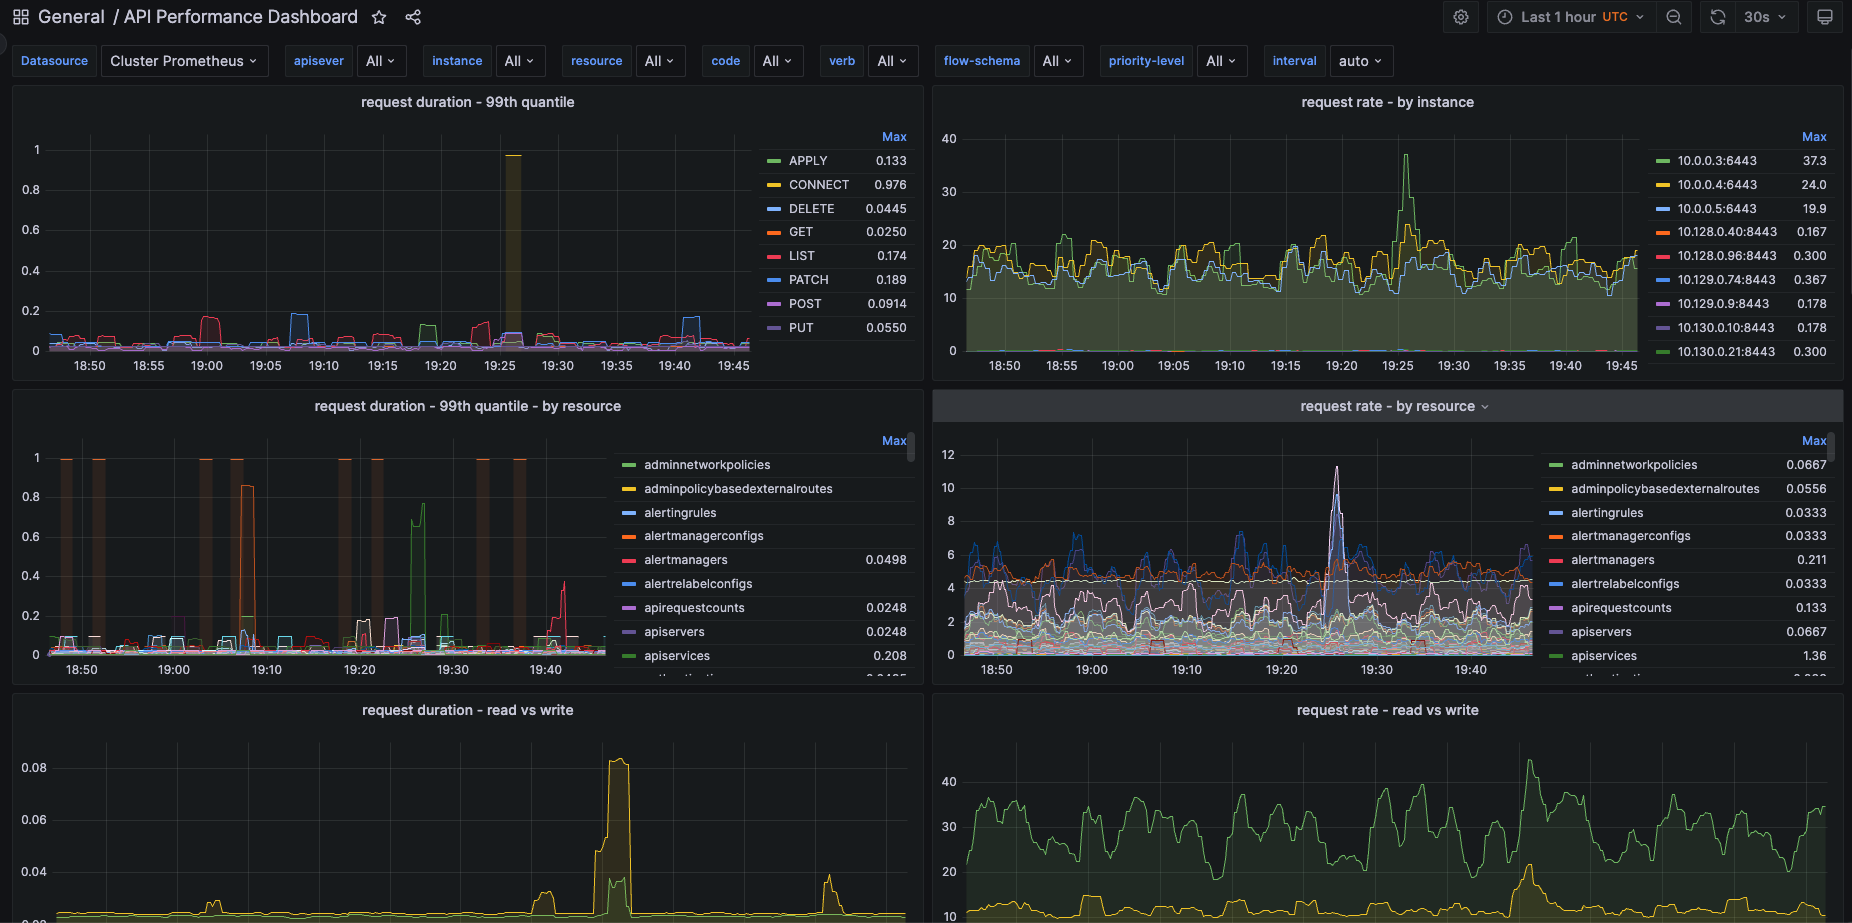 General / API Performance Dashboard
Last 1 hour UTC
30s
Datasource Cluster Prometheus apisever All instance All resource All code All verb All flow-schema All priority-level All interval auto
request duration - 99th quantile
Max
1
0.8
0.6
0.4
0.2
0
18:50 18:55 19:00 19:05 19:10 19:15 19:20 19:25 19:30 19:35 19:40 19:45
APPLY 0.133
CONNECT 0.976
DELETE 0.0445
GET 0.0250
LIST 0.174
PATCH 0.189
POST 0.0914
PUT 0.0550
request rate - by instance
Max
40
30
20
10
0
18:50 18:55 19:00 19:05 19:10 19:15 19:20 19:25 19:30 19:35 19:40 19:45
10.0.0.3:6443 37.3
10.0.0.4:6443 24.0
10.0.0.5:6443 19.9
10.128.0.40:8443 0.167
10.128.0.96:8443 0.300
10.129.0.74:8443 0.367
10.129.0.9:8443 0.178
10.130.0.10:8443 0.178
10.130.0.21:8443 0.300
request duration - 99th quantile - by resource
Max
1
0.8
0.6
0.4
0.2
0
18:50 19:00 19:10 19:20 19:30 19:40
adminnetworkpolicies
adminpolicybasedexternalroutes
alertingrules
alertmanagerconfigs
alertmanagers 0.0498
alertrelabelconfigs
apirequestcounts 0.0248
apiservers 0.0248
apiservices 0.208
request rate - by resource
Max
12
10
8
6
4
2
0
18:50 19:00 19:10 19:20 19:30 19:40
adminnetworkpolicies 0.0667
adminpolicybasedexternalroutes 0.0556
alertingrules 0.0333
alertmanagerconfigs 0.0333
alertmanagers 0.211
alertrelabelconfigs 0.0333
apirequestcounts 0.133
apiservers 0.0667
apiservices 1.36
request duration - read vs write
0.08
0.06
0.04
request rate - read vs write
40
30
20
10